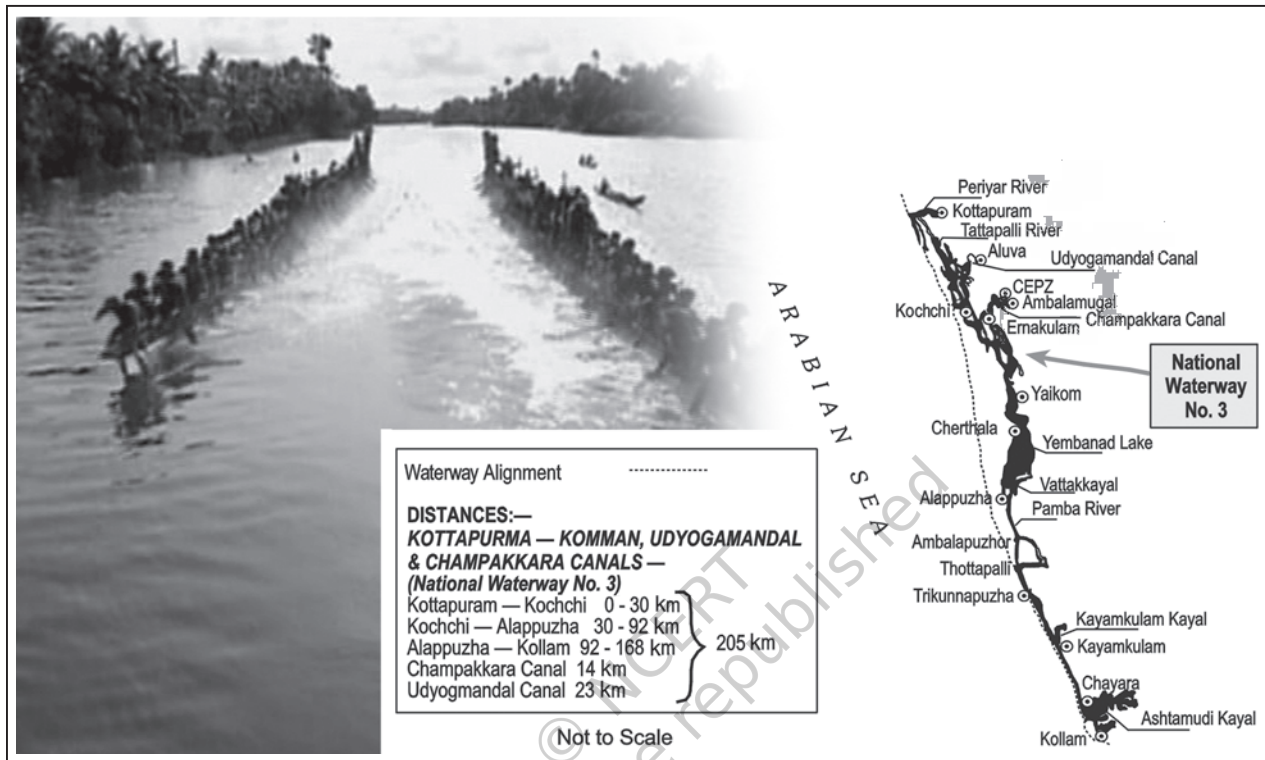 Periyar River
Kottapuram
Tattapalli River
Aluva
Udyogamandal Canal
CEPZ
Ambalamugal
Kochchi
Champakkara Canal
Ernakulam
ARABIAN SEA
National
Waterway
No. 3
Yaikom
Cherthala
Yembanad Lake
Vattakkayal
Alappuzha
Pamba River
Ambalapuzhor
Thottapalli
Trikunnapuzha
Kayamkulam Kayal
Kayamkulam
Chayara
Ashtamudi Kayal
Kollam
Waterway Alignment
DISTANCES:—
KOTTAPURMA — KOMMAN, UDYOGAMANDAL
& CHAMPAKKARA CANALS —
(National Waterway No. 3)
Kottapuram — Kochchi 0 - 30 km
Kochchi — Alappuzha 30 - 92 km
Alappuzha — Kollam 92 - 168 km
Champakkara Canal 14 km
Udyogmandal Canal 23 km
205 km
Not to Scale
© NCERT
e republished